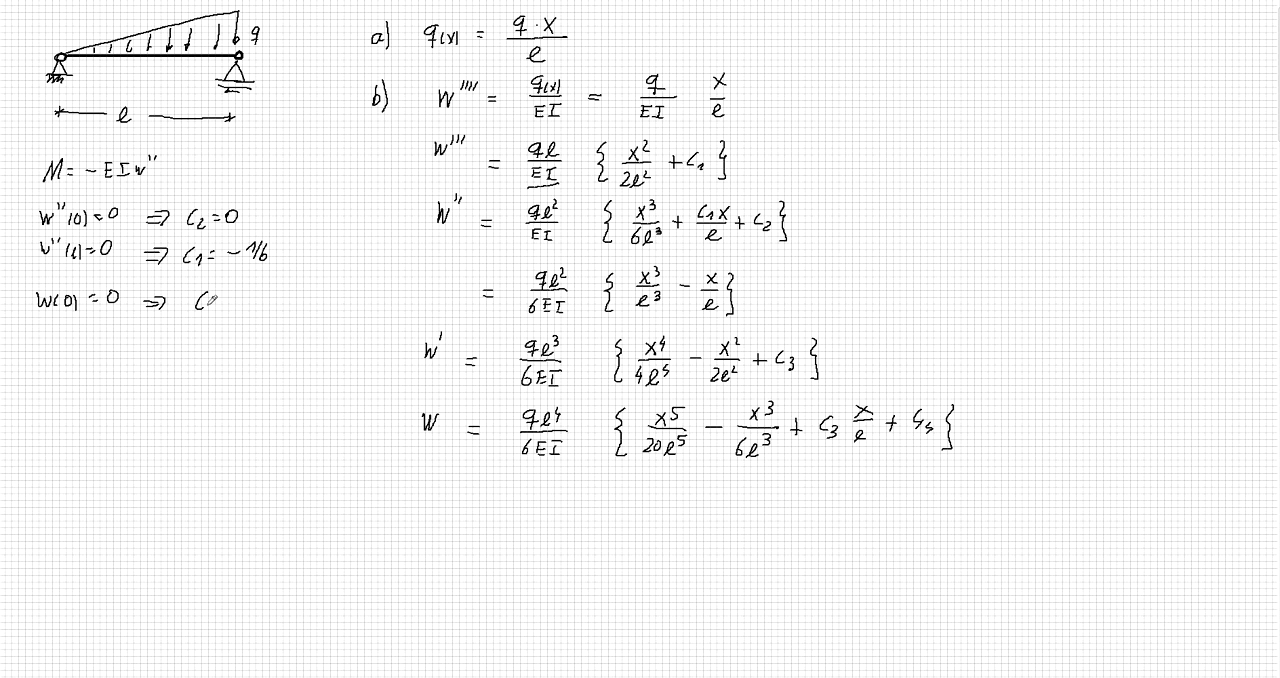 q
l
M = -EIw''
w''(0)=0 ⇒ C₂=0
w''(l)=0 ⇒ C₁=-1/6
w(0)=0 ⇒ C
a) q(x) = q·x/l
b) w'''' = q(x)/EI = q/EI x/l
w''' = ql/EI { x²/2l² + C₁ }
w'' = ql²/EI { x³/6l³ + C₁x/l + C₂ }
= ql²/6EI { x³/l³ - x/l }
w' = ql³/6EI { x⁴/4l⁴ - x²/2l² + C₃ }
w = ql⁴/6EI { x⁵/20l⁵ - x³/6l³ + C₃ x/l + C₄ }